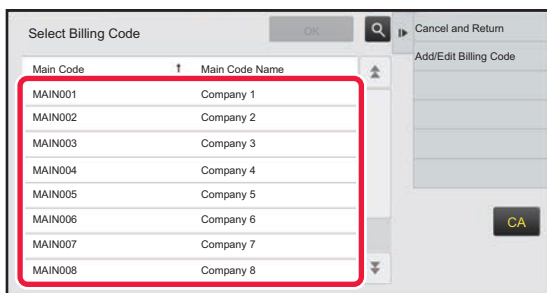 Select Billing Code OK
Cancel and Return
Add/Edit Billing Code
Main Code Main Code Name
MAIN001 Company 1
MAIN002 Company 2
MAIN003 Company 3
MAIN004 Company 4
MAIN005 Company 5
MAIN006 Company 6
MAIN007 Company 7
MAIN008 Company 8
CA